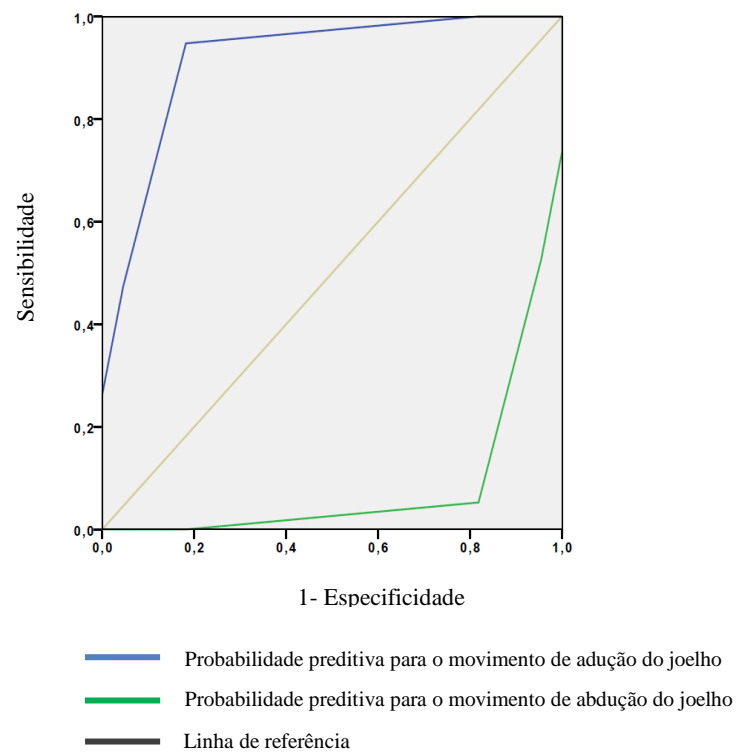 1,0
0,8
0,6
0,4
0,2
0,0
Sensibilidade
0,0 0,2 0,4 0,6 0,8 1,0
1- Especificidade
Probabilidade preditiva para o movimento de adução do joelho
Probabilidade preditiva para o movimento de abdução do joelho
Linha de referência